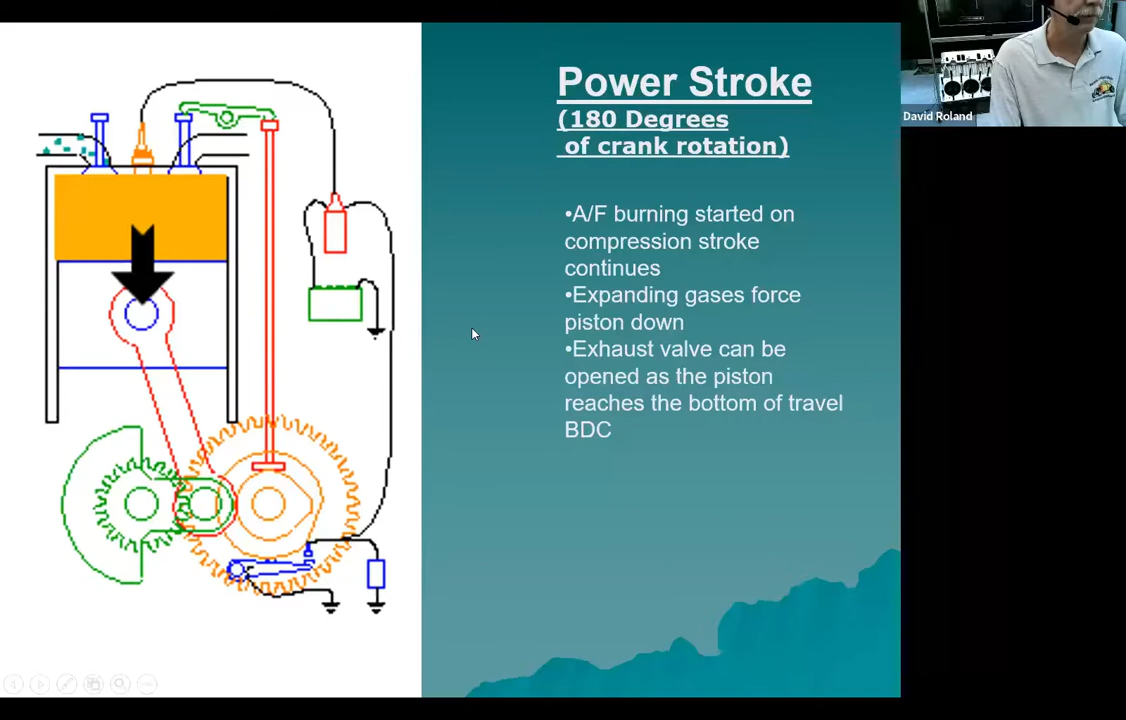 Power Stroke
(180 Degrees
of crank rotation)
•A/F burning started on
compression stroke
continues
•Expanding gases force
piston down
•Exhaust valve can be
opened as the piston
reaches the bottom of travel
BDC
David Roland